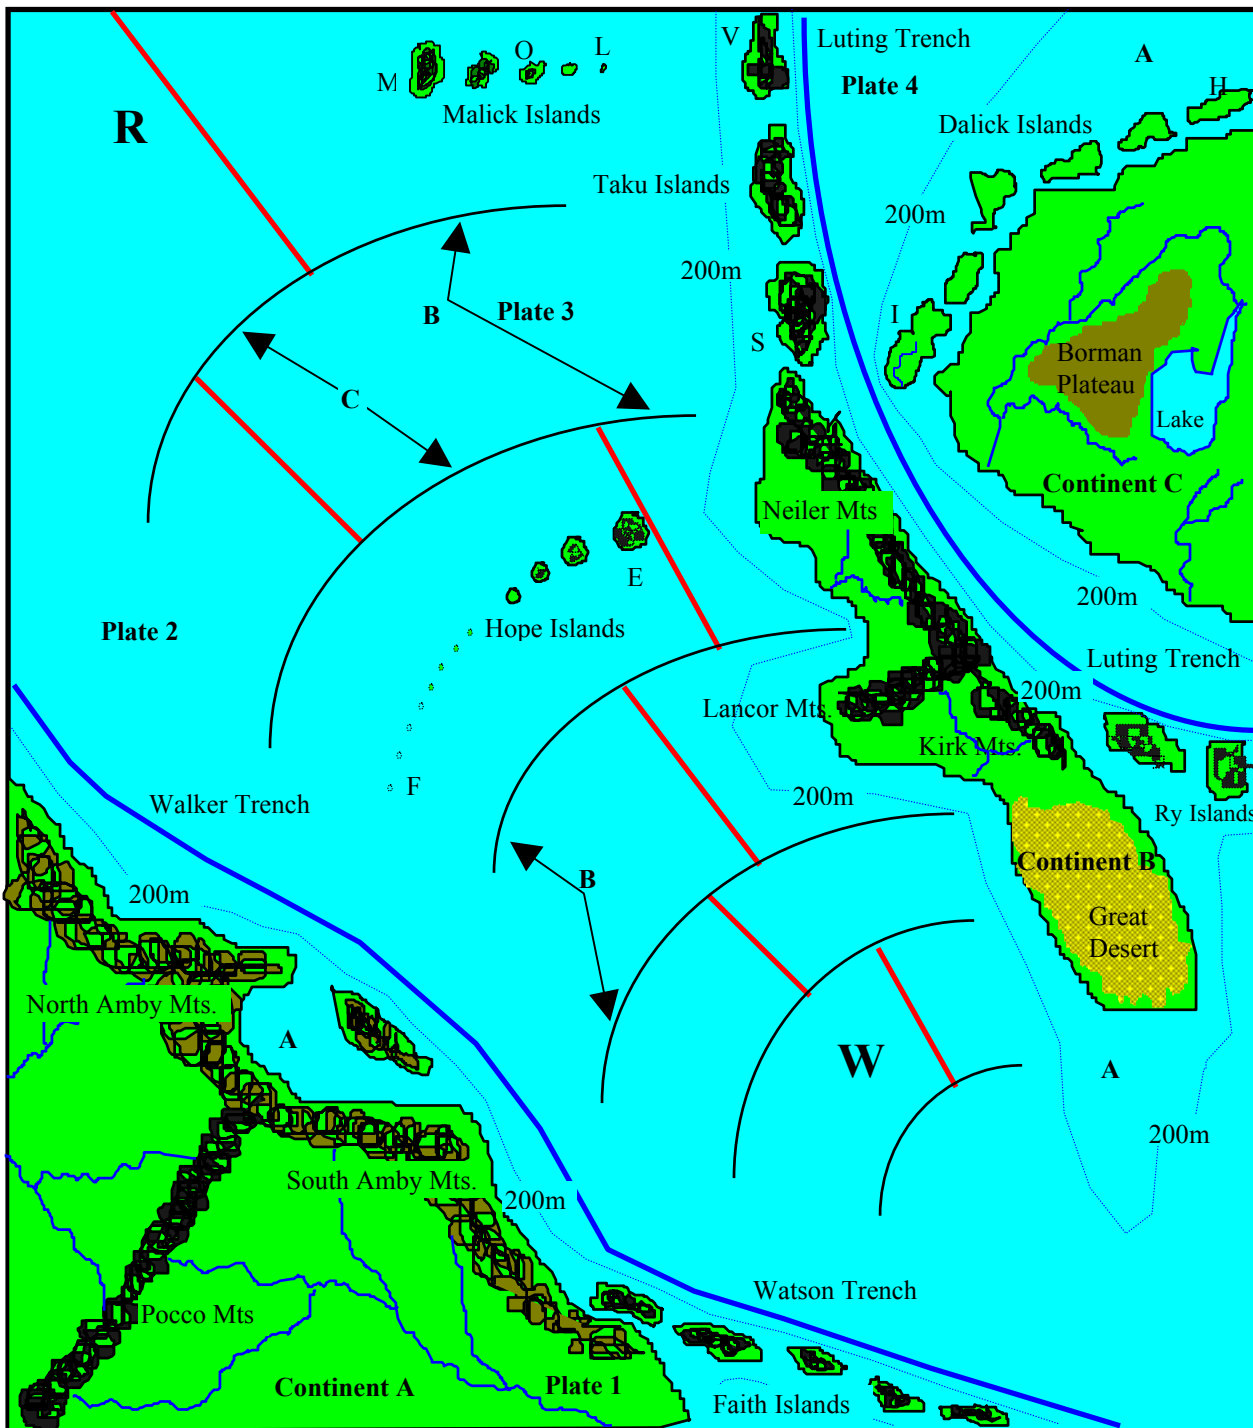 V
Luting Trench
A
O
L
M
Plate 4
H
Malick Islands
Dalick Islands
R
Taku Islands
200m
200m
B
Plate 3
I
S
Borman
Plateau
C
Lake
Continent C
Neiler Mts
E
200m
Plate 2
Hope Islands
Luting Trench
200m
Lancor Mts.
Kirk Mts.
F
Walker Trench
200m
Ry Islands
Continent B
B
200m
Great
Desert
North Amby Mts.
A
W
A
200m
South Amby Mts.
200m
Watson Trench
Pocco Mts
Continent A
Plate 1
Faith Islands